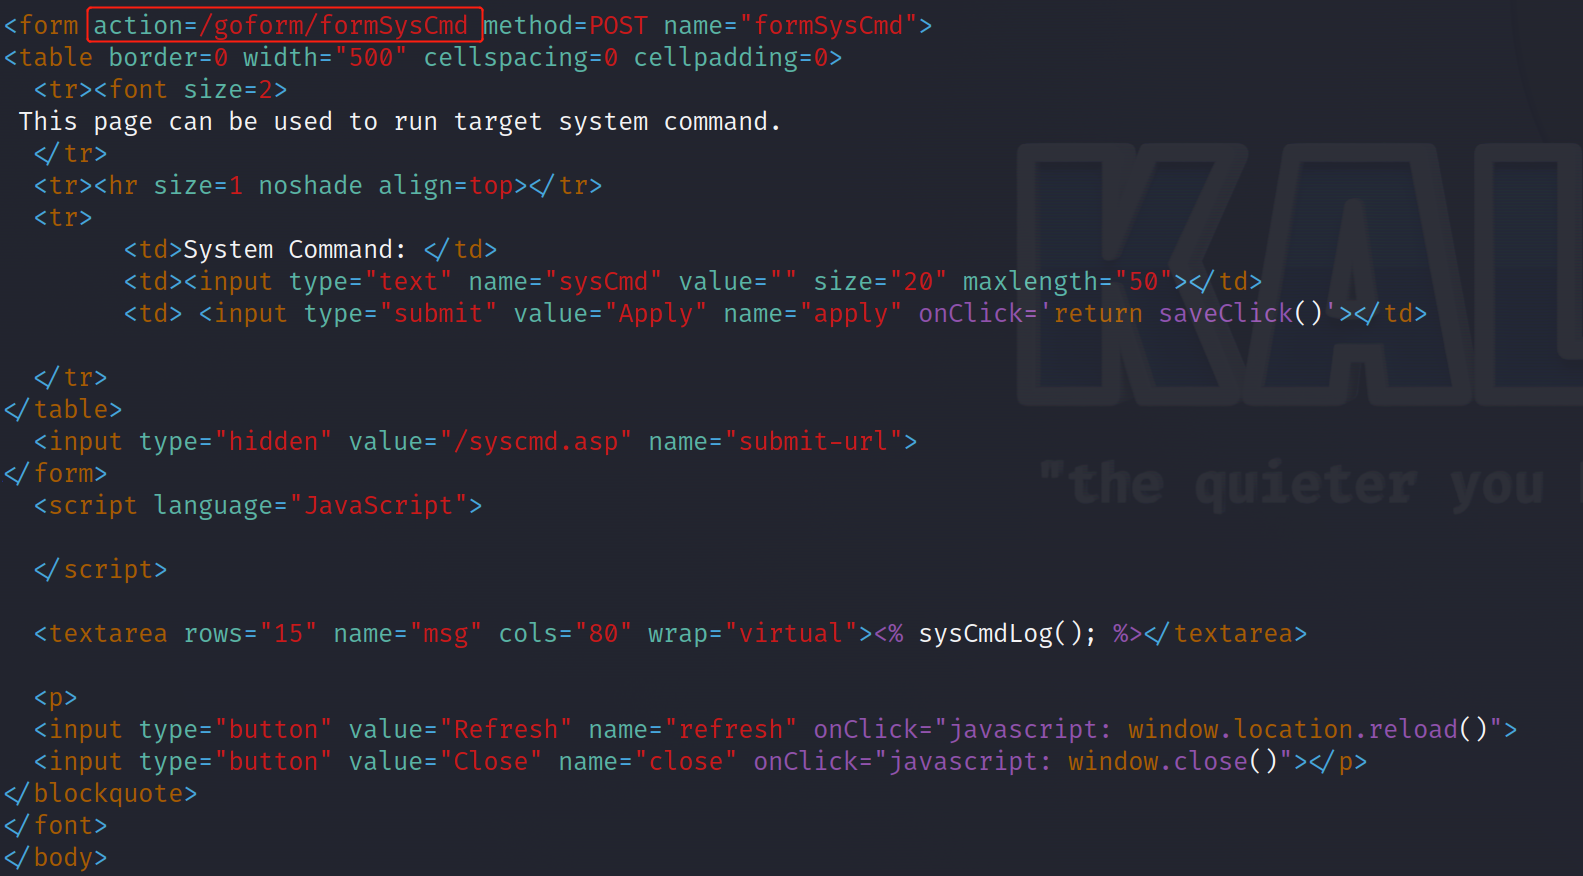 <form action=/goform/formSysCmd method=POST name="formSysCmd">
<table border=0 width="500" cellspacing=0 cellpadding=0>
  <tr><font size=2>
 This page can be used to run target system command.
  </tr>
  <tr><hr size=1 noshade align=top></tr>
  <tr>
        <td>System Command: </td>
        <td><input type="text" name="sysCmd" value="" size="20" maxlength="50"></td>
        <td> <input type="submit" value="Apply" name="apply" onClick='return saveClick()'></td>
  </tr>
</table>
  <input type="hidden" value="/syscmd.asp" name="submit-url">
</form>
  <script language="JavaScript">
  </script>
  <textarea rows="15" name="msg" cols="80" wrap="virtual"><% sysCmdLog(); %></textarea>
  <p>
  <input type="button" value="Refresh" name="refresh" onClick="javascript: window.location.reload()">
  <input type="button" value="Close" name="close" onClick="javascript: window.close()"></p>
</blockquote>
</font>
</body>
KAL
"the quieter you